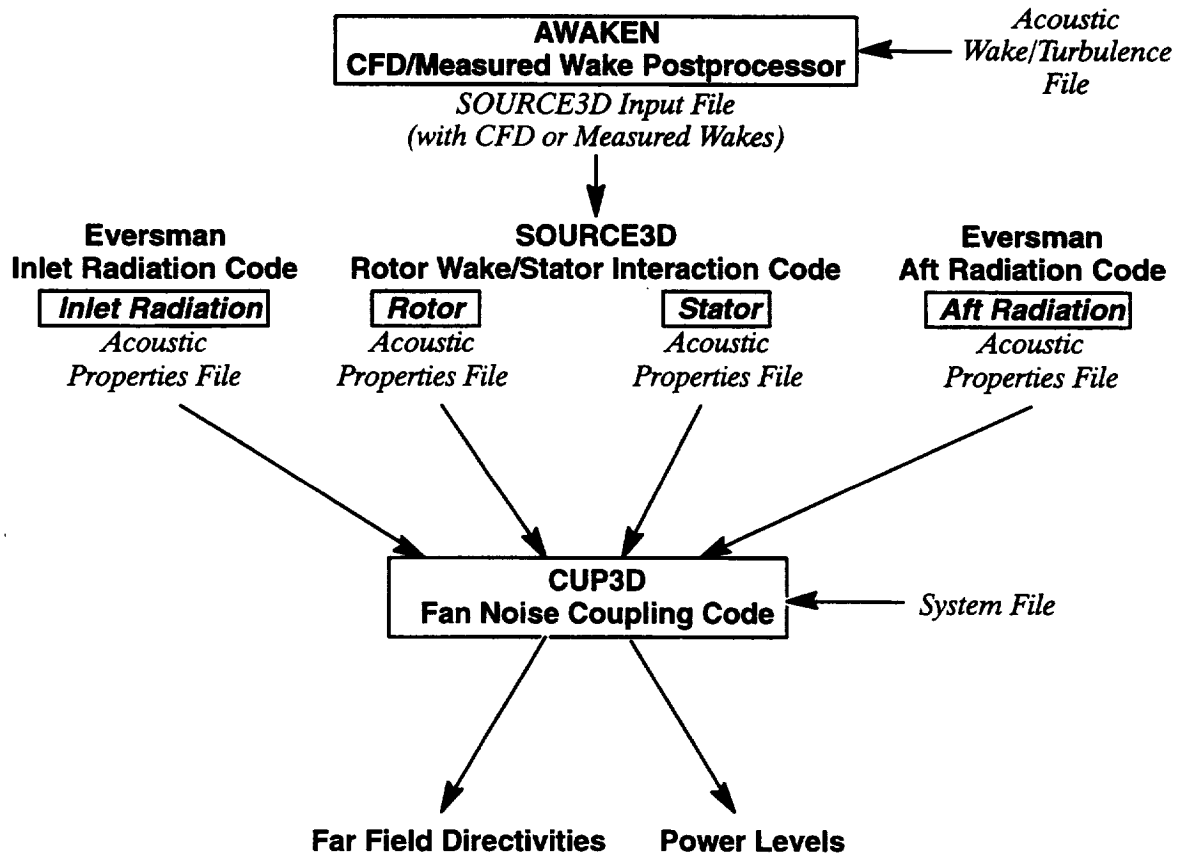 AWAKEN
CFD/Measured Wake Postprocessor
Acoustic
Wake/Turbulence
File
SOURCE3D Input File
(with CFD or Measured Wakes)
Eversman
Inlet Radiation Code
Inlet Radiation
Acoustic
Properties File
SOURCE3D
Rotor Wake/Stator Interaction Code
Rotor
Acoustic
Properties File
Stator
Acoustic
Properties File
Eversman
Aft Radiation Code
Aft Radiation
Acoustic
Properties File
CUP3D
Fan Noise Coupling Code
System File
Far Field Directivities
Power Levels